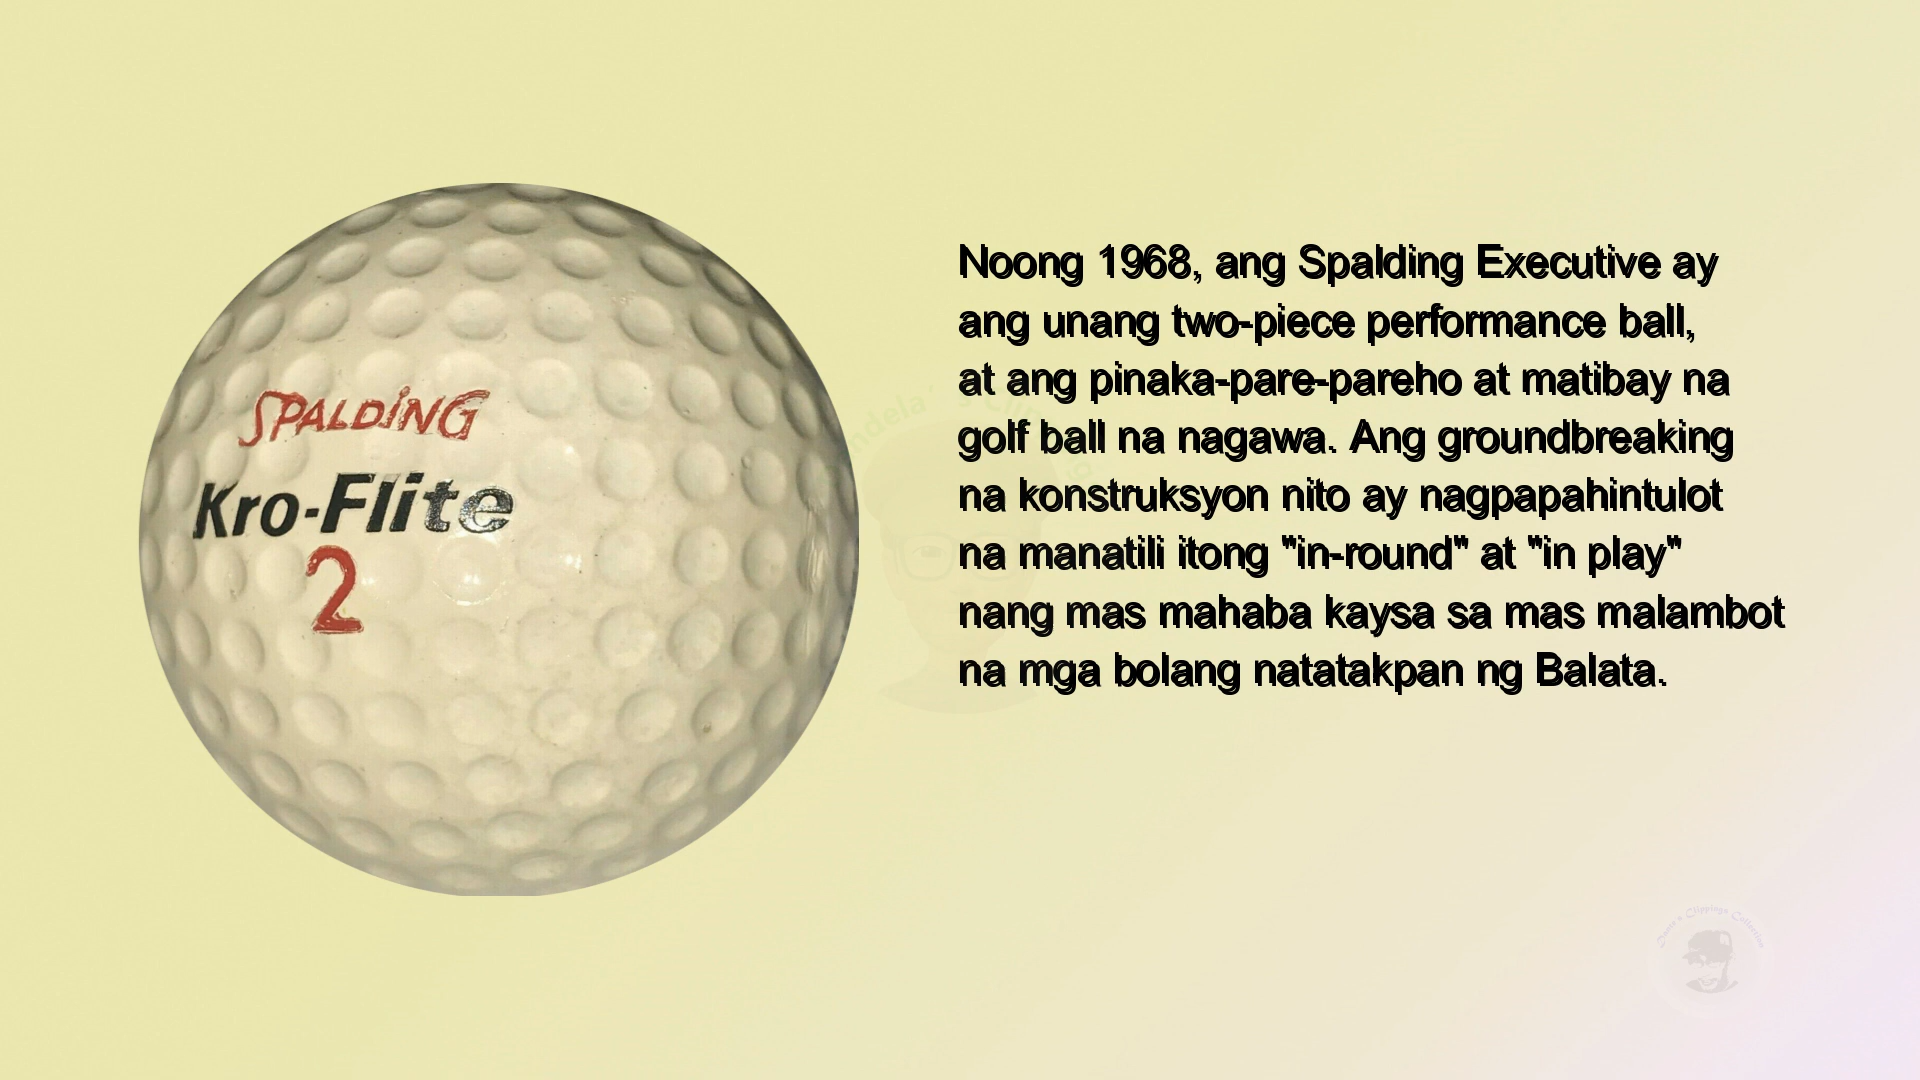 SPALDING
Kro-Flite
2
Noong 1968, ang Spalding Executive ay
ang unang two-piece performance ball,
at ang pinaka-pare-pareho at matibay na
golf ball na nagawa. Ang groundbreaking
na konstruksyon nito ay nagpapahintulot
na manatili itong "in-round" at "in play"
nang mas mahaba kaysa sa mas malambot
na mga bolang natatakpan ng Balata.
Clippings Collection